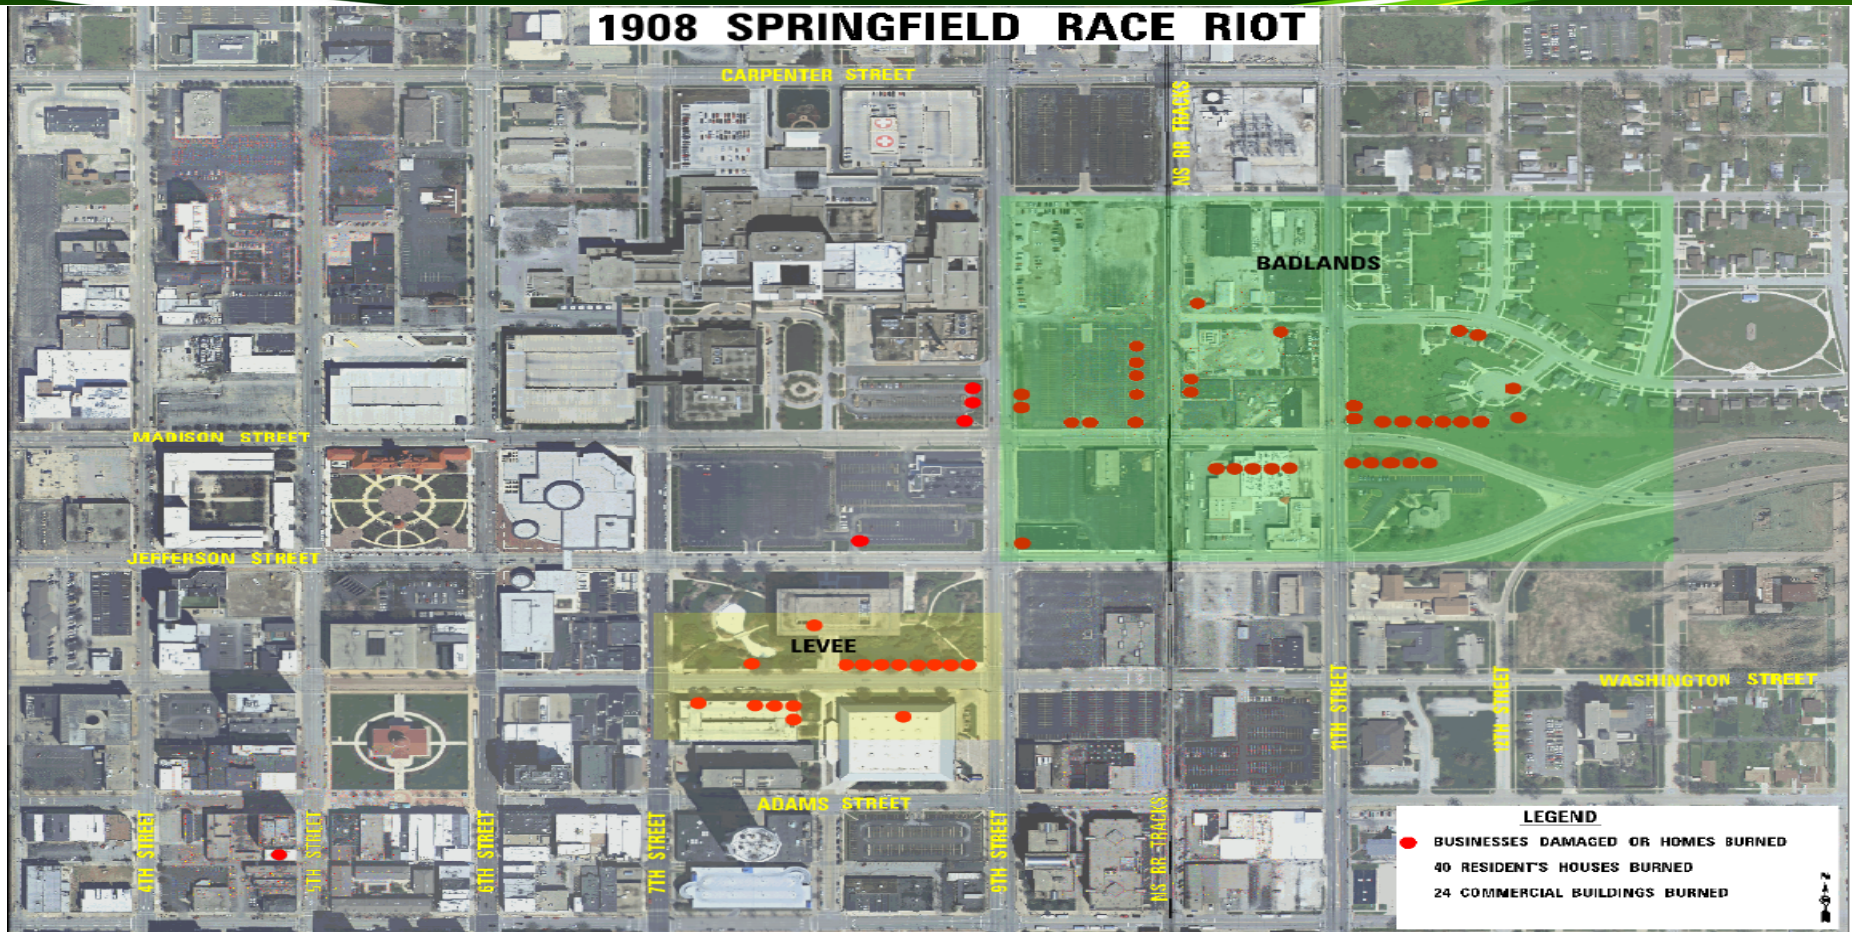 1908 SPRINGFIELD RACE RIOT
CARPENTER STREET
NS RR TRACKS
BADLANDS
MADISON STREET
JEFFERSON STREET
LEVEE
WASHINGTON STREET
11TH STREET
12TH STREET
ADAMS STREET
4TH STREET
5TH STREET
6TH STREET
7TH STREET
9TH STREET
NS RR TRACKS
LEGEND
BUSINESSES DAMAGED OR HOMES BURNED
40 RESIDENT'S HOUSES BURNED
24 COMMERCIAL BUILDINGS BURNED